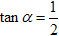 tan α = 1/2